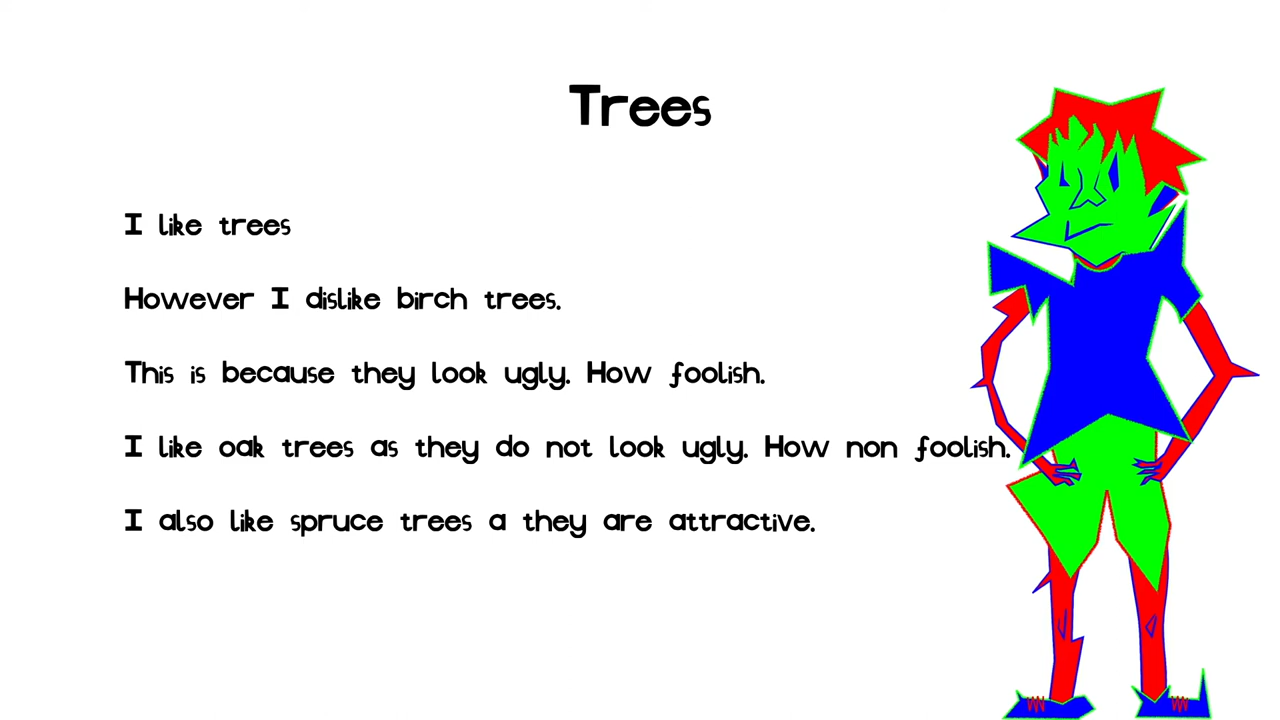 Trees
I like trees
However I dislike birch trees.
This is because they look ugly. How foolish.
I like oak trees as they do not look ugly. How non foolish.
I also like spruce trees a they are attractive.